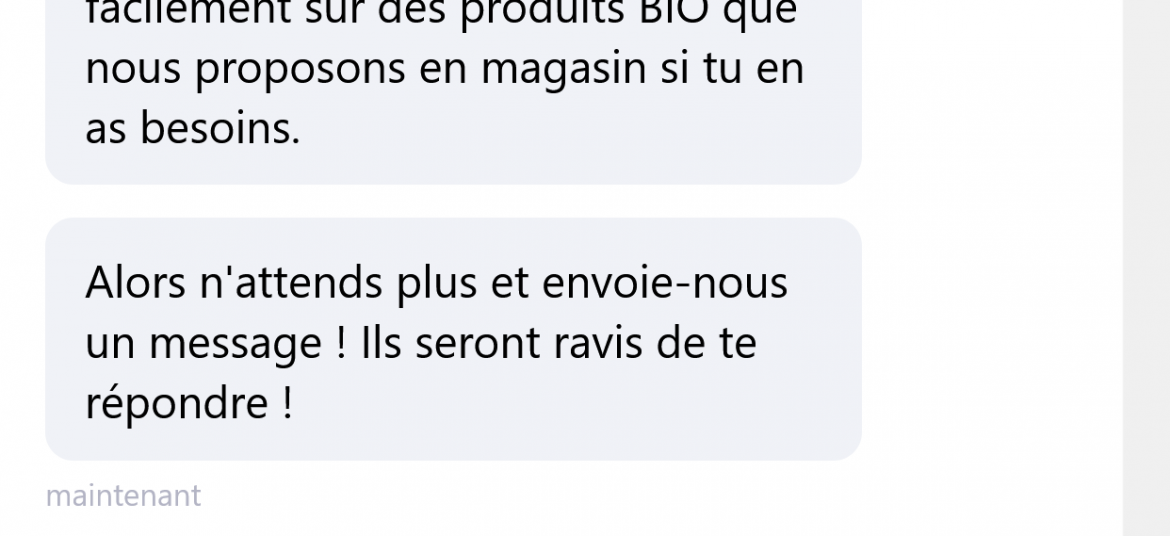 facilement sur des produits BIO que
nous proposons en magasin si tu en
as besoins.
Alors n'attends plus et envoie-nous
un message ! Ils seront ravis de te
répondre !
maintenant